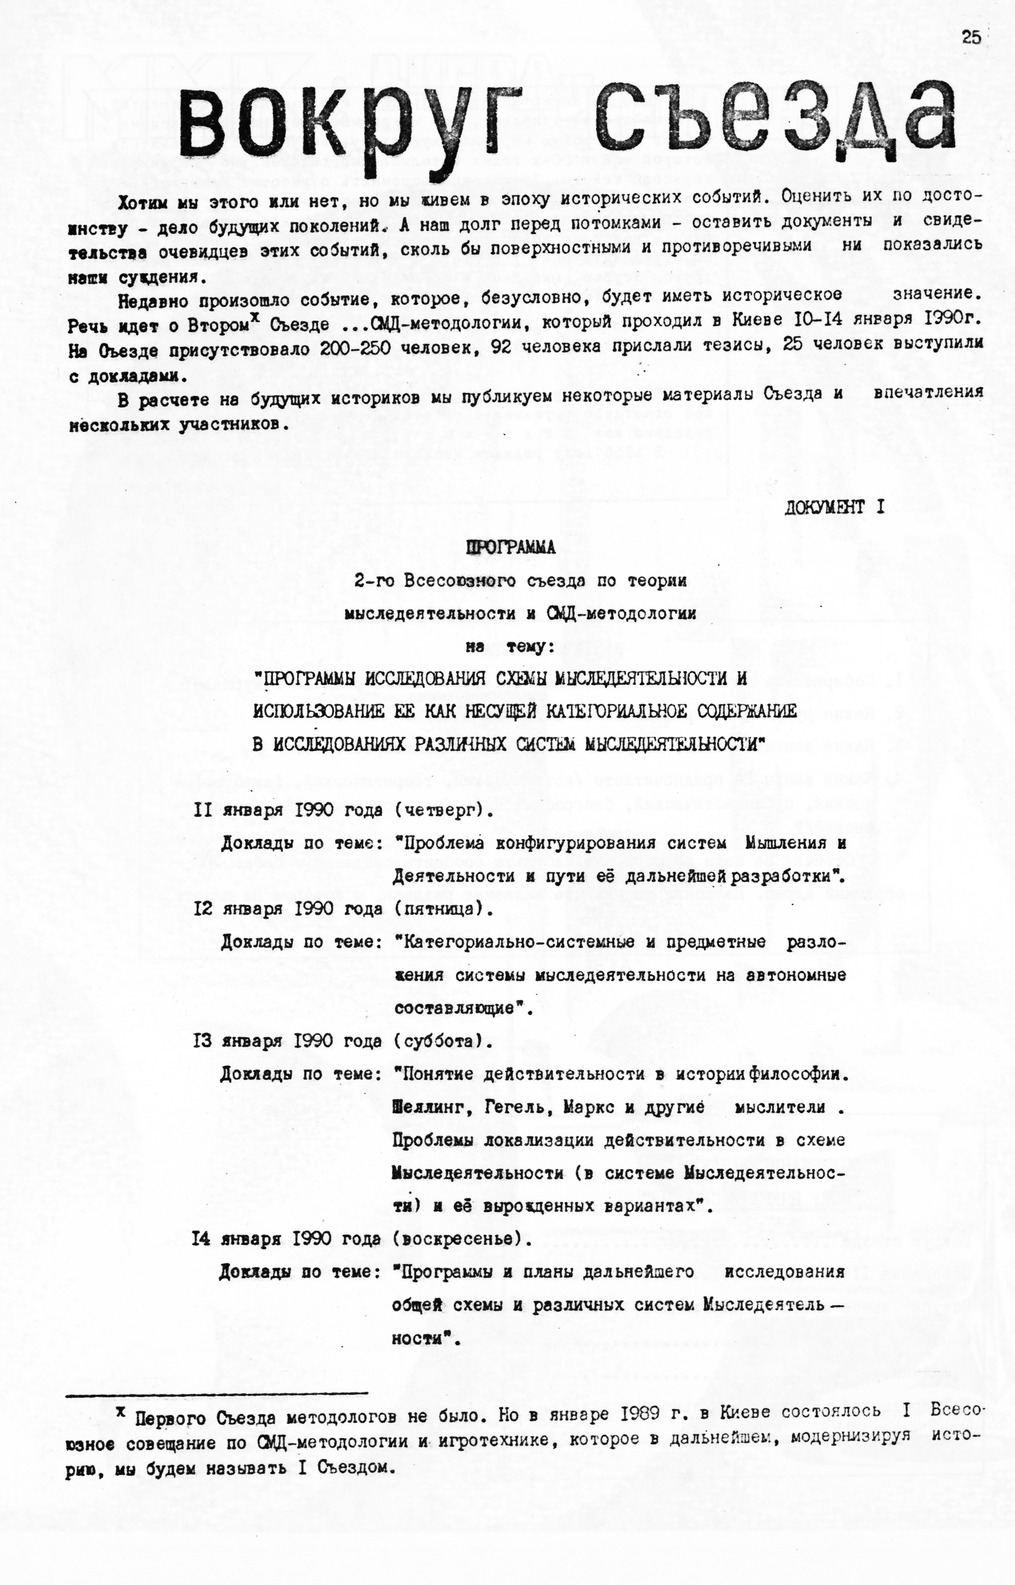 25
вокруг съезда
Хотим мы этого или нет, но мы живем в эпоху исторических событий. Оценить их по досто-
инству - дело будущих поколений. А наш долг перед потомками - оставить документы и свиде-
тельства очевидцев этих событий, сколь бы поверхностными и противоречивыми ни показались
наши суждения.
Недавно произошло событие, которое, безусловно, будет иметь историческое значение.
Речь идет о Втором^х Съезде ...СМД-методологии, который проходил в Киеве 10-14 января 1990г.
На Съезде присутствовало 200-250 человек, 92 человека прислали тезисы, 25 человек выступили
с докладами.
В расчете на будущих историков мы публикуем некоторые материалы Съезда и впечатления
нескольких участников.
ДОКУМЕНТ I
ПРОГРАММА
2-го Всесоюзного съезда по теории
мыследеятельности и СМД-методологии
на тему:
"ПРОГРАММЫ ИССЛЕДОВАНИЯ СХЕМЫ МЫСЛЕДЕЯТЕЛЬНОСТИ И
ИСПОЛЬЗОВАНИЕ ЕЕ КАК НЕСУЩЕЙ КАТЕГОРИАЛЬНОЕ СОДЕРЖАНИЕ
В ИССЛЕДОВАНИЯХ РАЗЛИЧНЫХ СИСТЕМ МЫСЛЕДЕЯТЕЛЬНОСТИ"
II января 1990 года (четверг).
Доклады по теме: "Проблема конфигурирования систем Мышления и
Деятельности и пути её дальнейшей разработки".
12 января 1990 года (пятница).
Доклады по теме: "Категориально-системные и предметные разло-
жения системы мыследеятельности на автономные
составляющие".
13 января 1990 года (суббота).
Доклады по теме: "Понятие действительности в истории философии.
Шеллинг, Гегель, Маркс и другие мыслители .
Проблемы локализации действительности в схеме
Мыследеятельности (в системе Мыследеятельнос-
ти) и её вырожденных вариантах".
14 января 1990 года (воскресенье).
Доклады по теме: "Программы и планы дальнейшего исследования
общей схемы и различных систем Мыследеятель -
ности".
х Первого Съезда методологов не было. Но в январе 1989 г. в Киеве состоялось I Всесо-
юзное совещание по СМД-методологии и игротехнике, которое в дальнейшем, модернизируя исто-
рию, мы будем называть I Съездом.